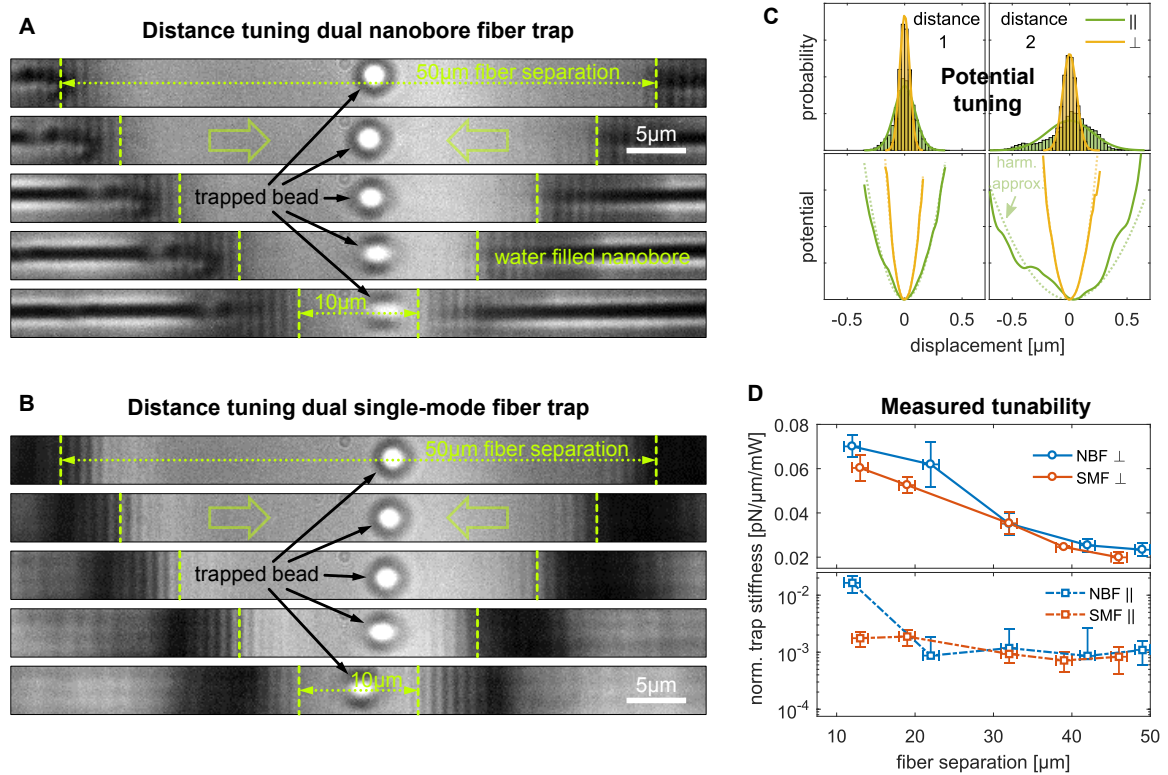 A
Distance tuning dual nanobore fiber trap
50µm fiber separation
5µm
trapped bead
water filled nanobore
10µm
B
Distance tuning dual single-mode fiber trap
50µm fiber separation
trapped bead
10µm
5µm
C
distance
1
distance
2
||
⊥
Potential
tuning
probability
harm.
approx.
potential
-0.5 0 0.5 -0.5 0 0.5
displacement [µm]
D
Measured tunability
0.08
0.06
0.04
0.02
NBF ⊥
SMF ⊥
10⁻²
10⁻³
10⁻⁴
NBF ||
SMF ||
norm. trap stiffness [pN/µm/mW]
10 20 30 40 50
fiber separation [µm]